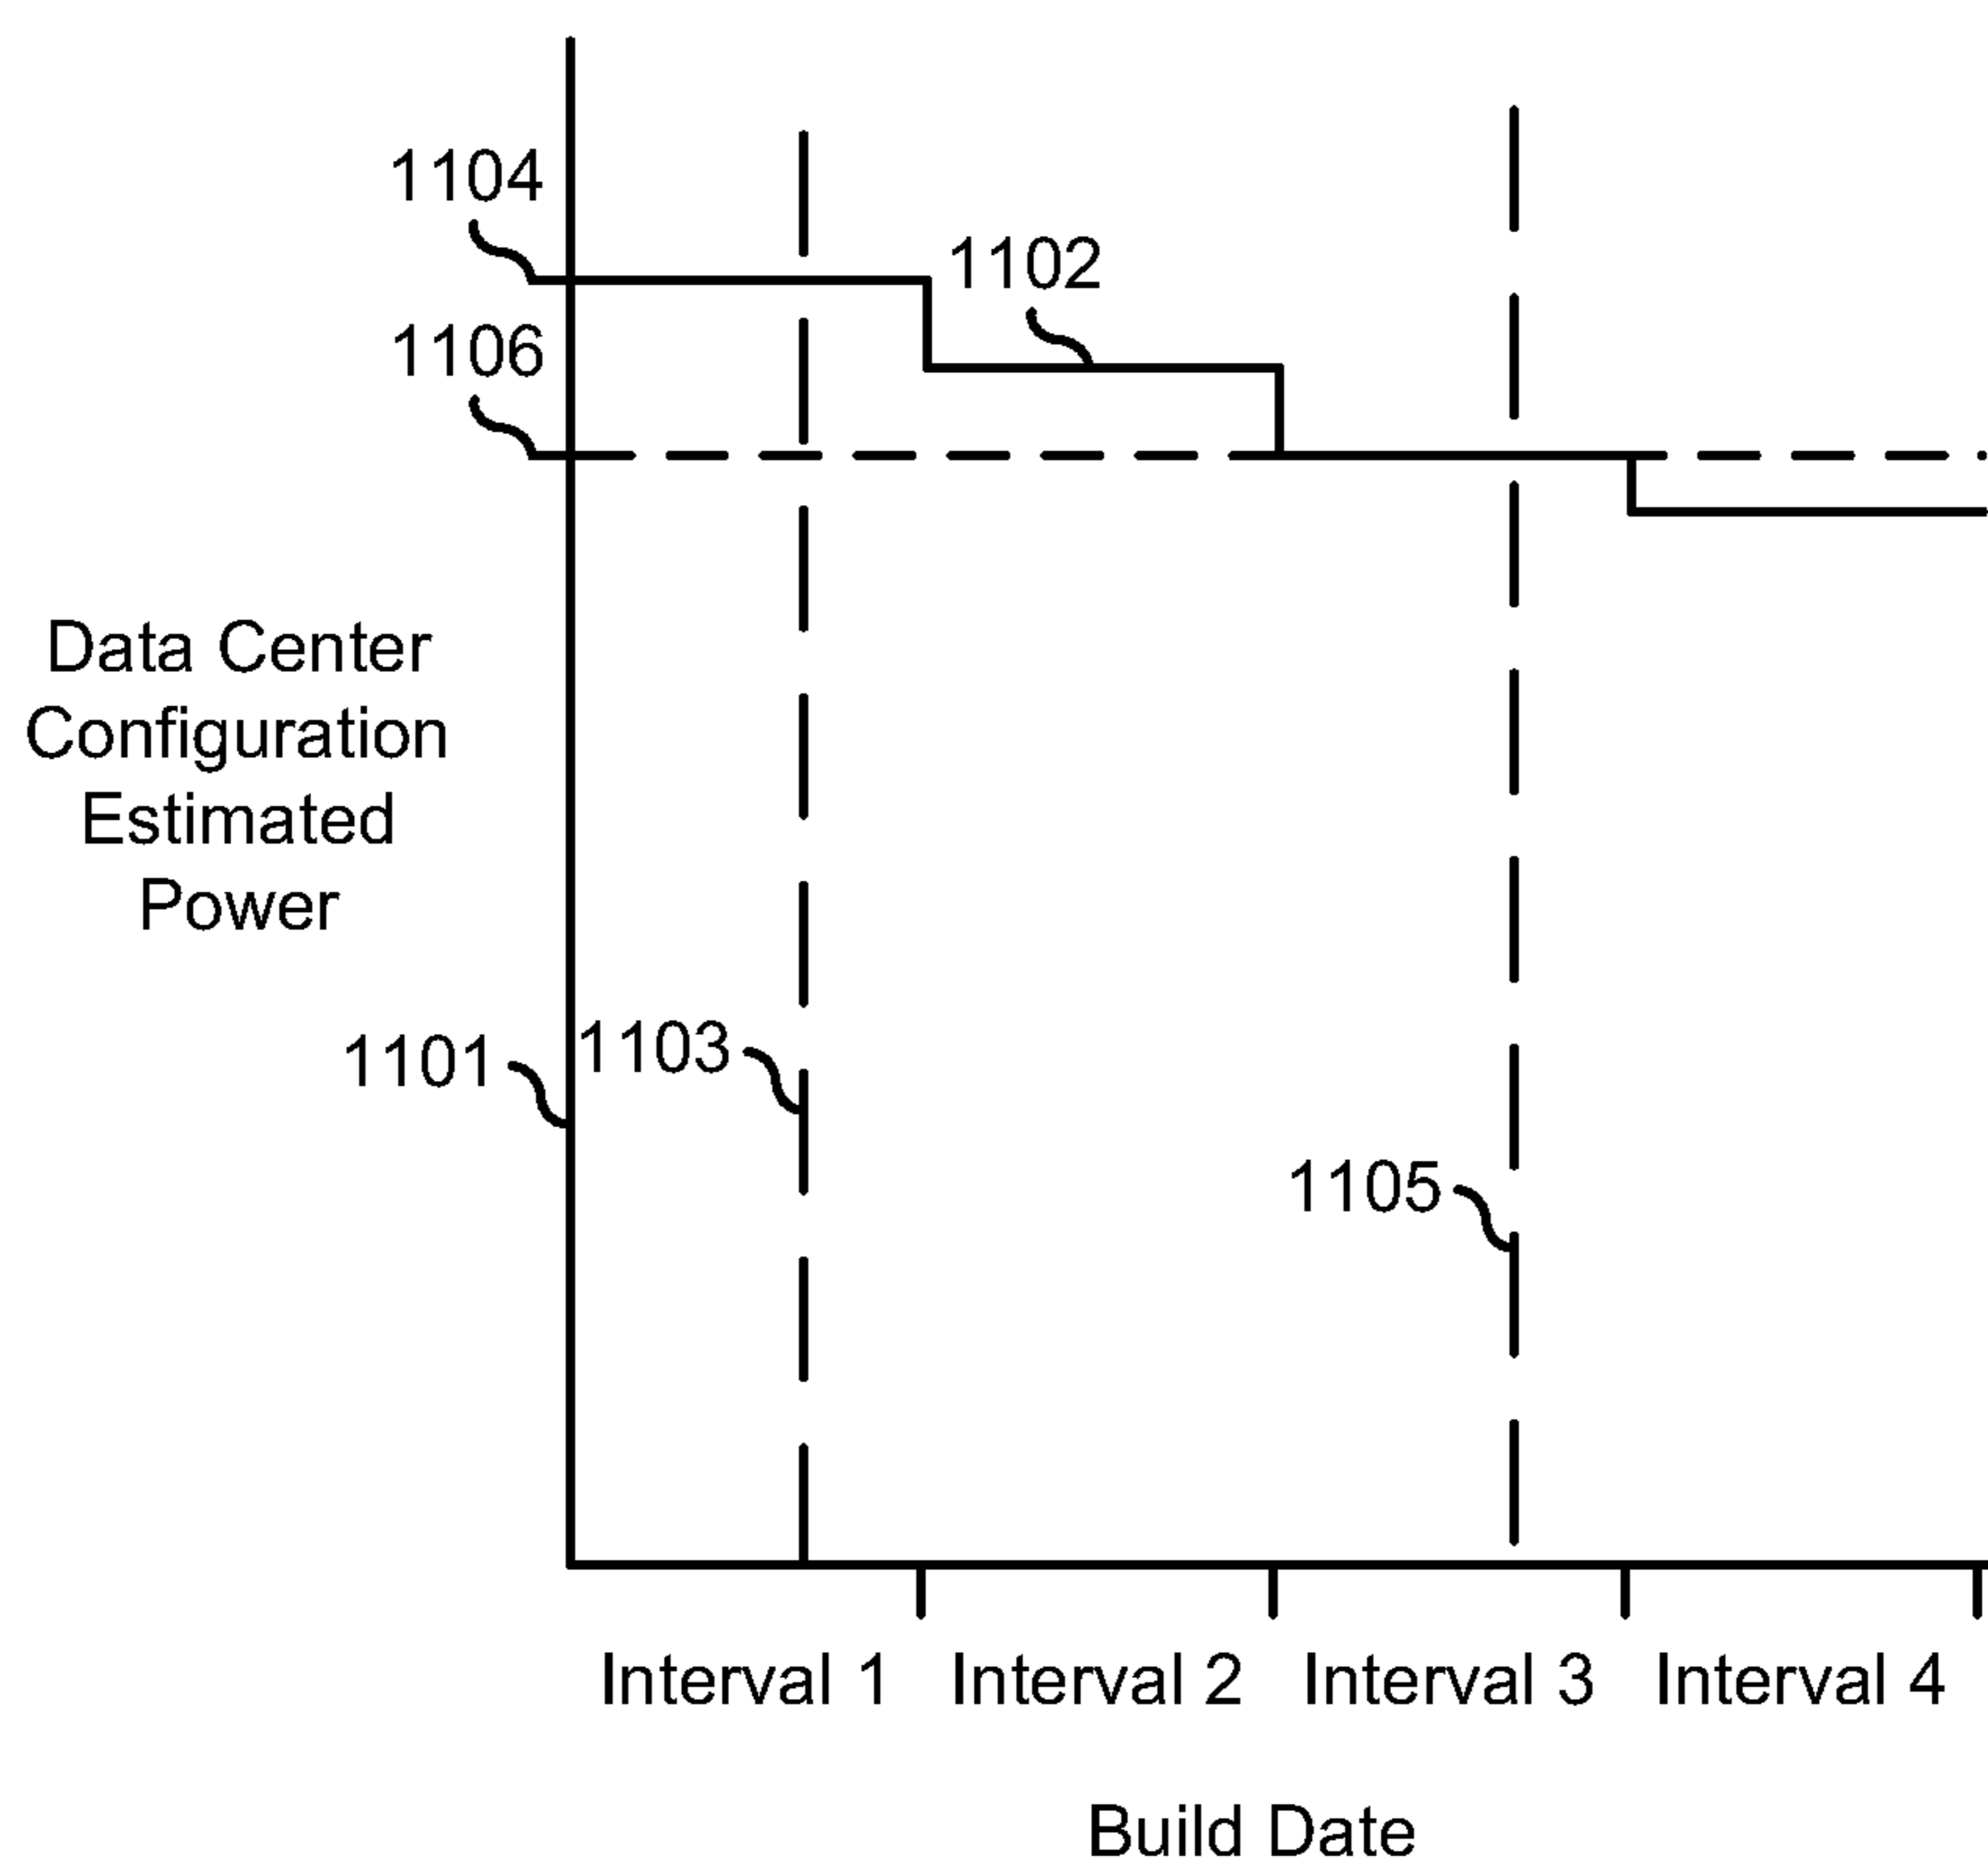 1104
1102
1106
Data Center
Configuration
Estimated
Power
1101
1103
1105
Interval 1
Interval 2
Interval 3
Interval 4
Build Date